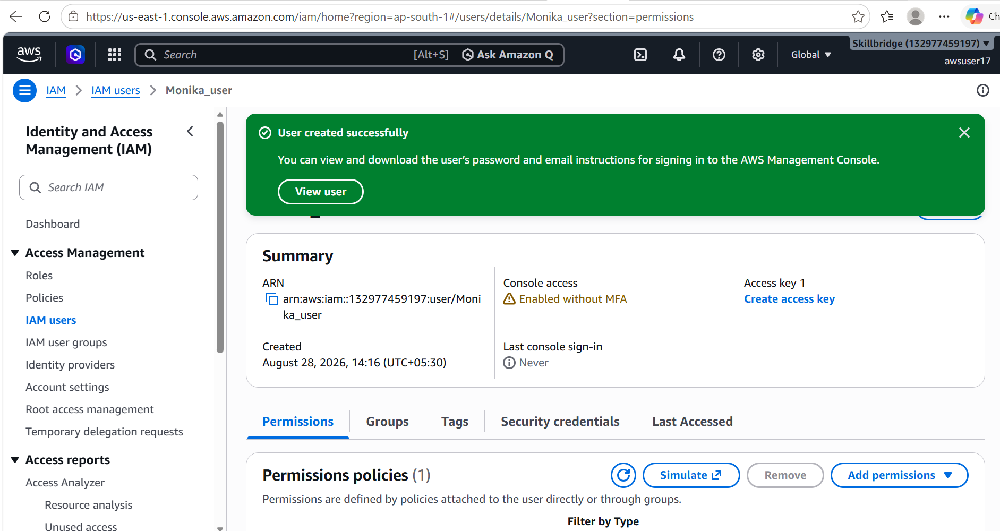 https://us-east-1.console.aws.amazon.com/iam/home?region=ap-south-1#/users/details/Monika_user?section=permissions
Ch
aws
Search
[Alt+S]
Ask Amazon Q
Global
Skillbridge (132977459197)
awsuser17
IAM
IAM users
Monika_user
Identity and Access
Management (IAM)
Search IAM
Dashboard
Access Management
Roles
Policies
IAM users
IAM user groups
Identity providers
Account settings
Root access management
Temporary delegation requests
Access reports
Access Analyzer
Resource analysis
Unused access
User created successfully
You can view and download the user's password and email instructions for signing in to the AWS Management Console.
View user
Summary
ARN
arn:aws:iam::132977459197:user/Moni
ka_user
Created
August 28, 2026, 14:16 (UTC+05:30)
Console access
Enabled without MFA
Last console sign-in
Never
Access key 1
Create access key
Permissions
Groups
Tags
Security credentials
Last Accessed
Permissions policies (1)
Simulate
Remove
Add permissions
Permissions are defined by policies attached to the user directly or through groups.
Filter by Type